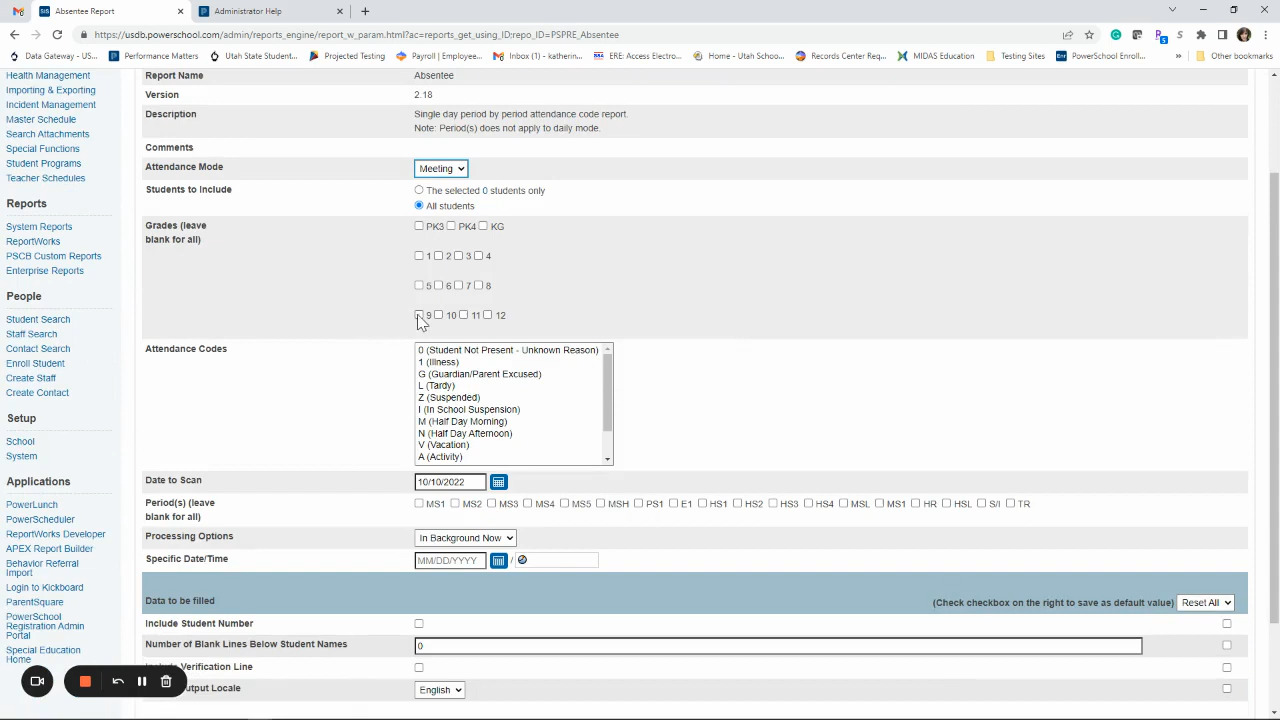 Absentee Report
Administrator Help
https://usdb.powerschool.com/admin/reports_engine/report_w_param.html?ac=reports_get_using_ID;repo_ID=PSPRE_Absentee
Data Gateway - US...
Performance Matters
Utah State Student...
Projected Testing
Payroll | Employee...
Inbox (1) - katherin...
ERE: Access Electro...
Home - Utah Schoo...
Records Center Req...
MIDAS Education
Testing Sites
PowerSchool Enroll...
»
Other bookmarks
Health Management
Importing & Exporting
Incident Management
Master Schedule
Search Attachments
Special Functions
Student Programs
Teacher Schedules
Reports
System Reports
ReportWorks
PSCB Custom Reports
Enterprise Reports
People
Student Search
Staff Search
Contact Search
Enroll Student
Create Staff
Create Contact
Setup
School
System
Applications
PowerLunch
PowerScheduler
ReportWorks Developer
APEX Report Builder
Behavior Referral
Import
Login to Kickboard
ParentSquare
PowerSchool
Registration Admin
Portal
Special Education
Home
Report Name Absentee
Version 2.18
Description Single day period by period attendance code report.
Note: Period(s) does not apply to daily mode.
Comments
Attendance Mode Meeting
Students to Include The selected 0 students only
All students
Grades (leave
blank for all)
PK3 PK4 KG
1 2 3 4
5 6 7 8
9 10 11 12
Attendance Codes
0 (Student Not Present - Unknown Reason)
1 (Illness)
G (Guardian/Parent Excused)
L (Tardy)
Z (Suspended)
I (In School Suspension)
M (Half Day Morning)
N (Half Day Afternoon)
V (Vacation)
A (Activity)
Date to Scan 10/10/2022
Period(s) (leave
blank for all)
MS1 MS2 MS3 MS4 MS5 MSH PS1 E1 HS1 HS2 HS3 HS4 MSL MS1 HR HSL S/I TR
Processing Options In Background Now
Specific Date/Time MM/DD/YYYY /
Data to be filled (Check checkbox on the right to save as default value) Reset All
Include Student Number
Number of Blank Lines Below Student Names 0
Include Verification Line
utput Locale English